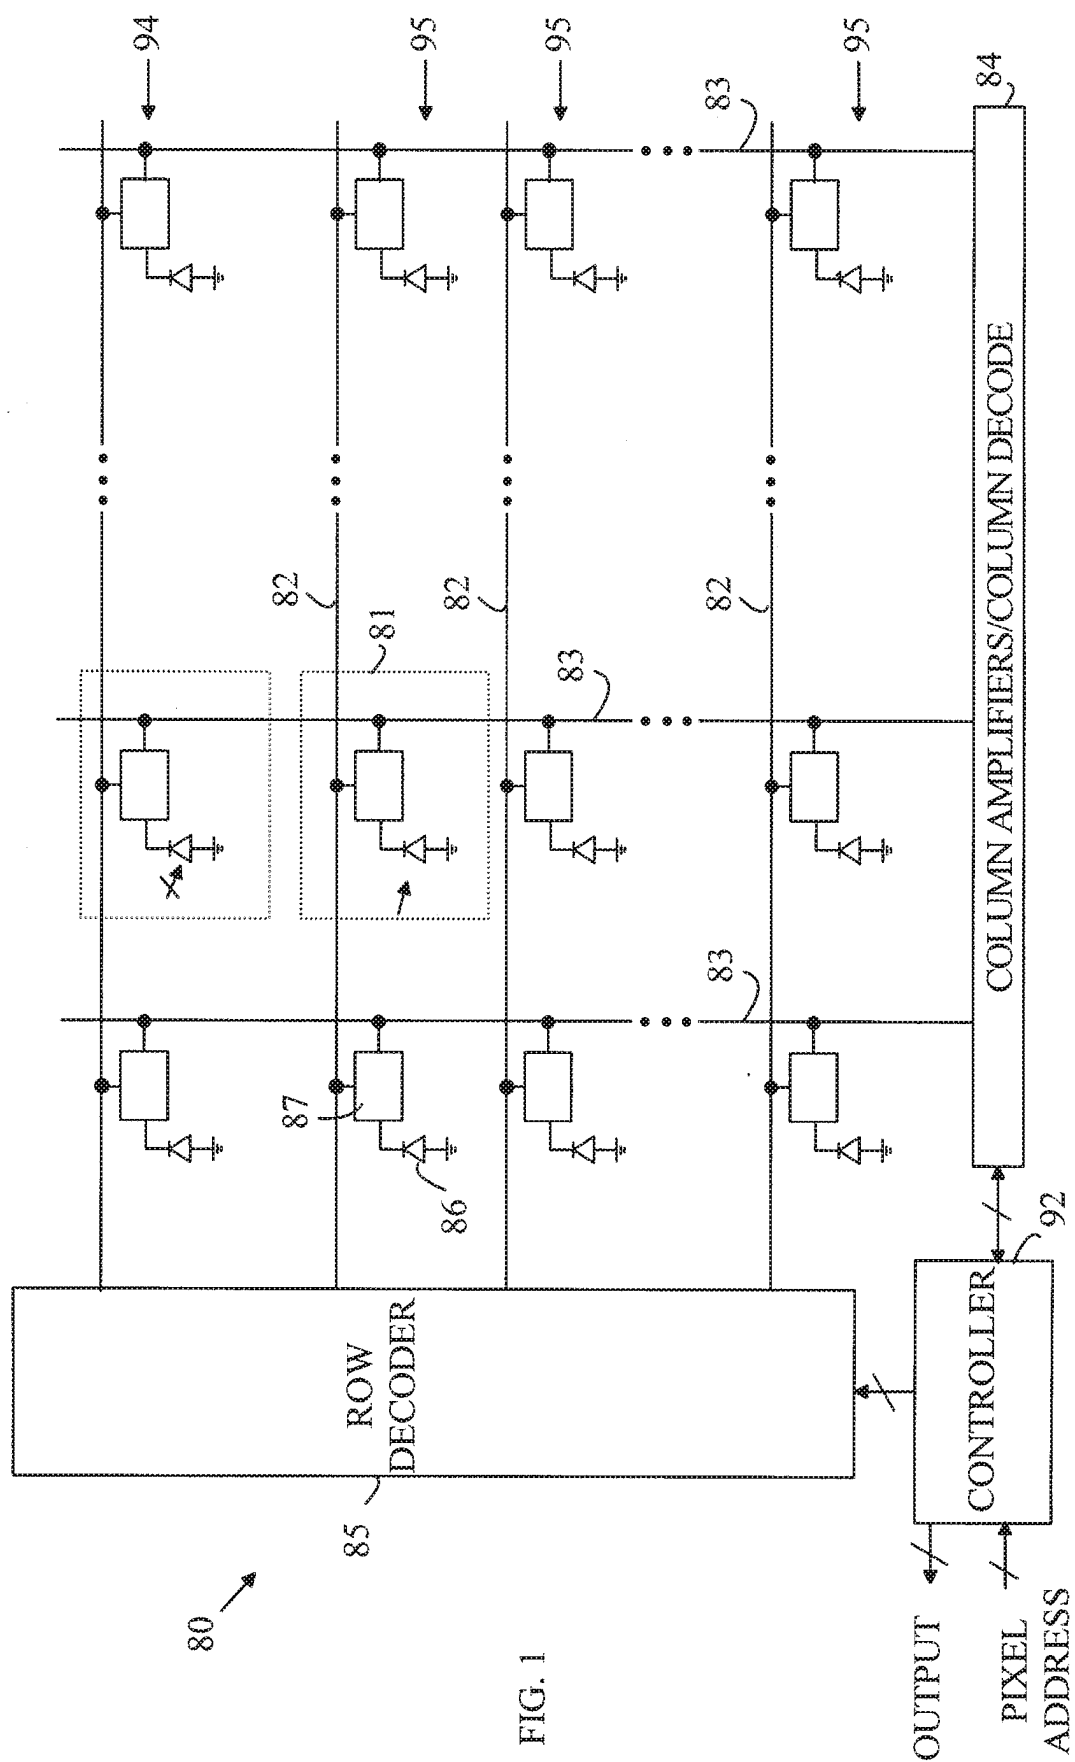 94
95
95
95
83
84
82
81
82
82
83
83
87
86
92
ROW
DECODER
85
COLUMN AMPLIFIERS/COLUMN DECODE
CONTROLLER
80
OUTPUT
PIXEL
ADDRESS
FIG. 1